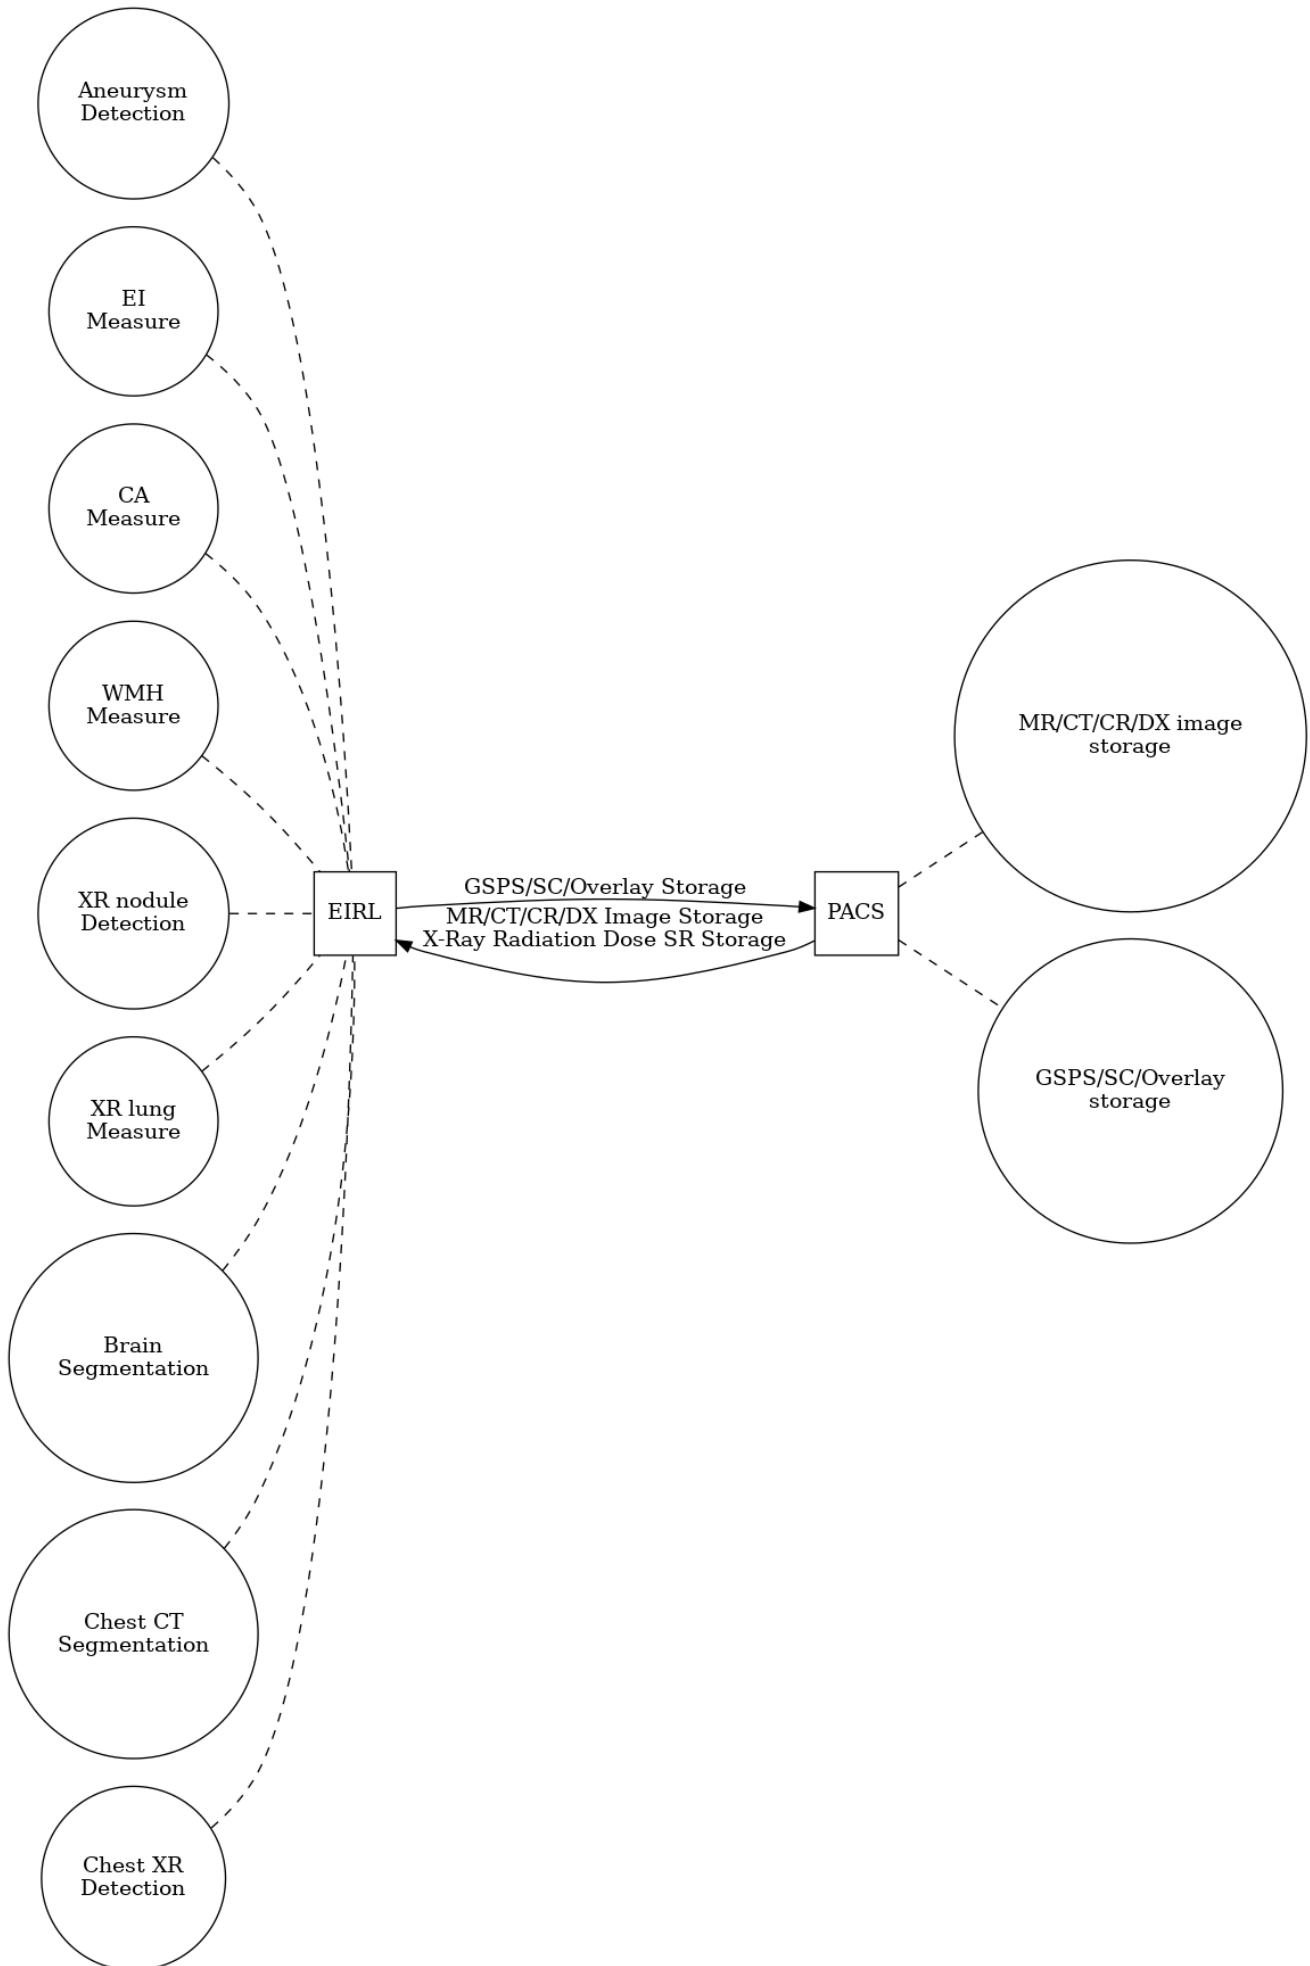 Aneurysm
Detection
EI
Measure
CA
Measure
WMH
Measure
XR nodule
Detection
XR lung
Measure
Brain
Segmentation
Chest CT
Segmentation
Chest XR
Detection
EIRL
GSPS/SC/Overlay Storage
MR/CT/CR/DX Image Storage
X-Ray Radiation Dose SR Storage
PACS
MR/CT/CR/DX image
storage
GSPS/SC/Overlay
storage